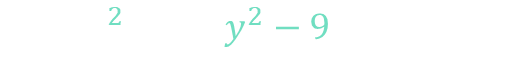 ² y² − 9